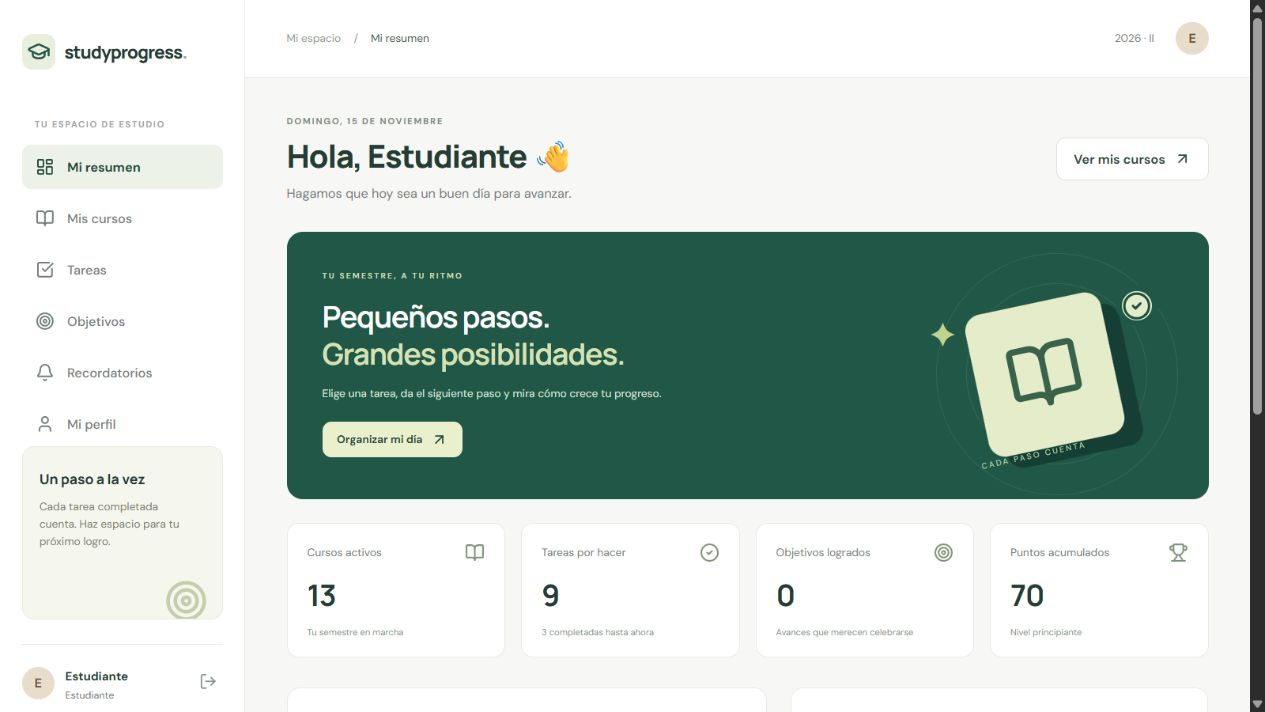 studyprogress.
TU ESPACIO DE ESTUDIO
Mi resumen
Mis cursos
Tareas
Objetivos
Recordatorios
Mi perfil
Un paso a la vez
Cada tarea completada
cuenta. Haz espacio para tu
próximo logro.
E
Estudiante
Estudiante
Mi espacio / Mi resumen
2026 · II
E
DOMINGO, 15 DE NOVIEMBRE
Hola, Estudiante 👋
Hagamos que hoy sea un buen día para avanzar.
Ver mis cursos
TU SEMESTRE, A TU RITMO
Pequeños pasos.
Grandes posibilidades.
Elige una tarea, da el siguiente paso y mira cómo crece tu progreso.
Organizar mi día
CADA PASO CUENTA
Cursos activos
13
Tu semestre en marcha
Tareas por hacer
9
3 completadas hasta ahora
Objetivos logrados
0
Avances que merecen celebrarse
Puntos acumulados
70
Nivel principiante